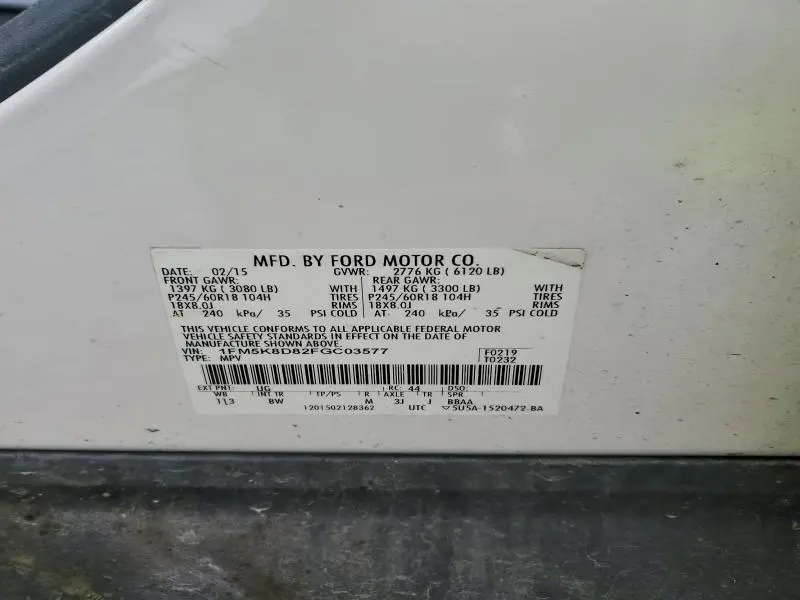 MFD. BY FORD MOTOR CO.
DATE: 02/15 GVWR: 2776 KG ( 6120 LB)
FRONT GAWR: REAR GAWR:
1397 KG ( 3080 LB) WITH 1497 KG ( 3300 LB) WITH
P245/60R18 104H TIRES P245/60R18 104H TIRES
18X8.0J RIMS 18X8.0J RIMS
AT 240 kPa/ 35 PSI COLD AT 240 kPa/ 35 PSI COLD
THIS VEHICLE CONFORMS TO ALL APPLICABLE FEDERAL MOTOR
VEHICLE SAFETY STANDARDS IN EFFECT ON THE DATE OF
MANUFACTURE SHOWN ABOVE.
VIN: 1FM5K8D82FGC03577 F0219
TYPE: MPV T0232
EXT PNT: UG RC: 44 DSO:
WB INT TR TP/PS R AXLE TR SPR
113 BW M 3J J BBAA
1201502128362 UTC ▽5U5A-1520472-BA